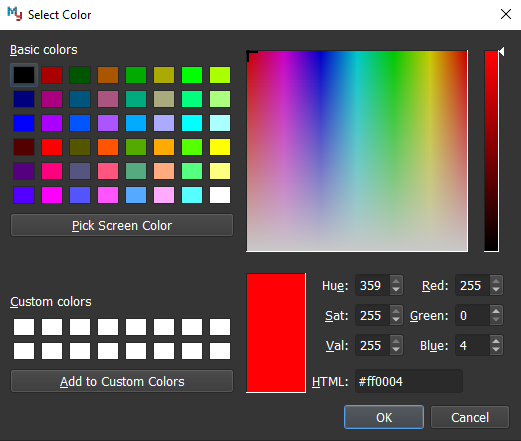 My Select Color
Basic colors
Pick Screen Color
Custom colors
Add to Custom Colors
Hue: 359 Red: 255
Sat: 255 Green: 0
Val: 255 Blue: 4
HTML: #ff0004
OK Cancel